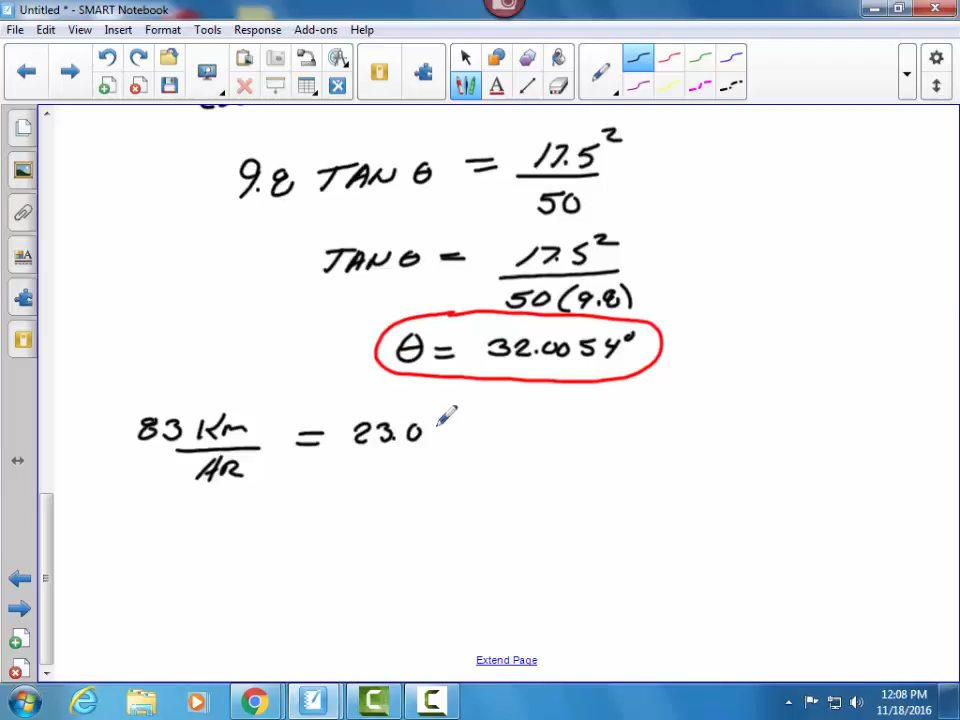 Untitled * - SMART Notebook
File Edit View Insert Format Tools Response Add-ons Help
9.8 TAN θ = 17.5²
50
TAN θ = 17.5²
50(9.8)
θ = 32.0054°
83 Km = 23.0
HR
Extend Page
12:08 PM
11/18/2016